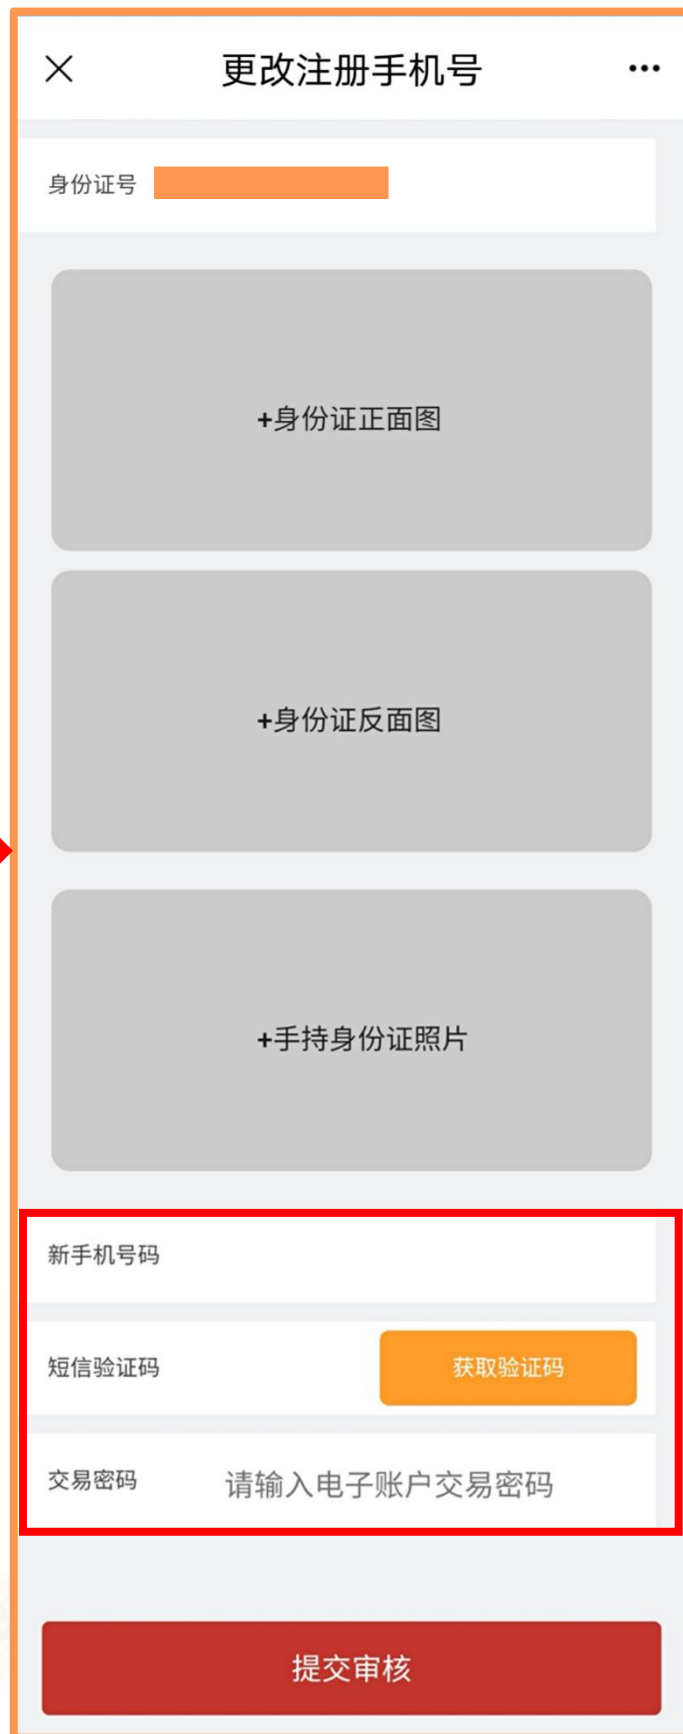 更改注册手机号
身份证号
+身份证正面图
+身份证反面图
+手持身份证照片
新手机号码
短信验证码 获取验证码
交易密码 请输入电子账户交易密码
提交审核